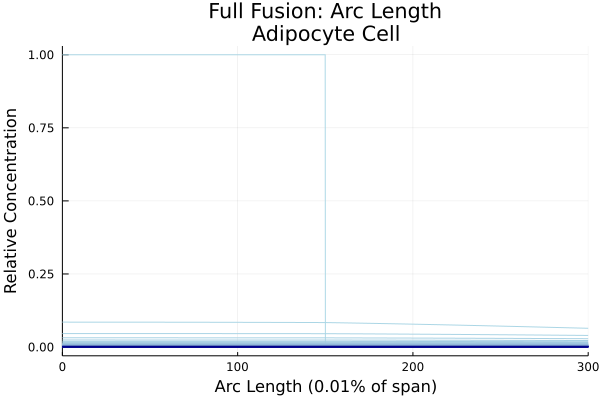 Full Fusion: Arc Length
Adipocyte Cell
Relative Concentration
1.00
0.75
0.50
0.25
0.00
0
100
200
300
Arc Length (0.01% of span)